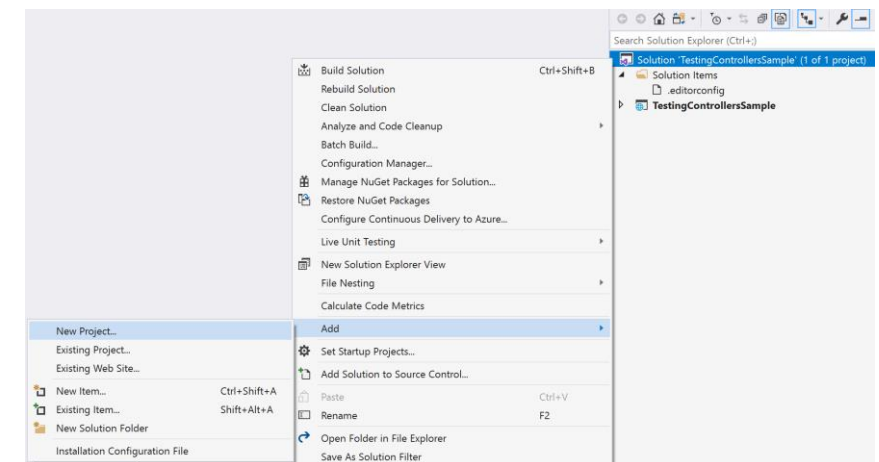 Search Solution Explorer (Ctrl+;)
Solution 'TestingControllersSample' (1 of 1 project)
Solution Items
.editorconfig
TestingControllersSample
Build Solution Ctrl+Shift+B
Rebuild Solution
Clean Solution
Analyze and Code Cleanup
Batch Build...
Configuration Manager...
Manage NuGet Packages for Solution...
Restore NuGet Packages
Configure Continuous Delivery to Azure...
Live Unit Testing
New Solution Explorer View
File Nesting
Calculate Code Metrics
Add
Set Startup Projects...
Add Solution to Source Control...
Paste Ctrl+V
Rename F2
Open Folder in File Explorer
Save As Solution Filter
New Project...
Existing Project...
Existing Web Site...
New Item... Ctrl+Shift+A
Existing Item... Shift+Alt+A
New Solution Folder
Installation Configuration File